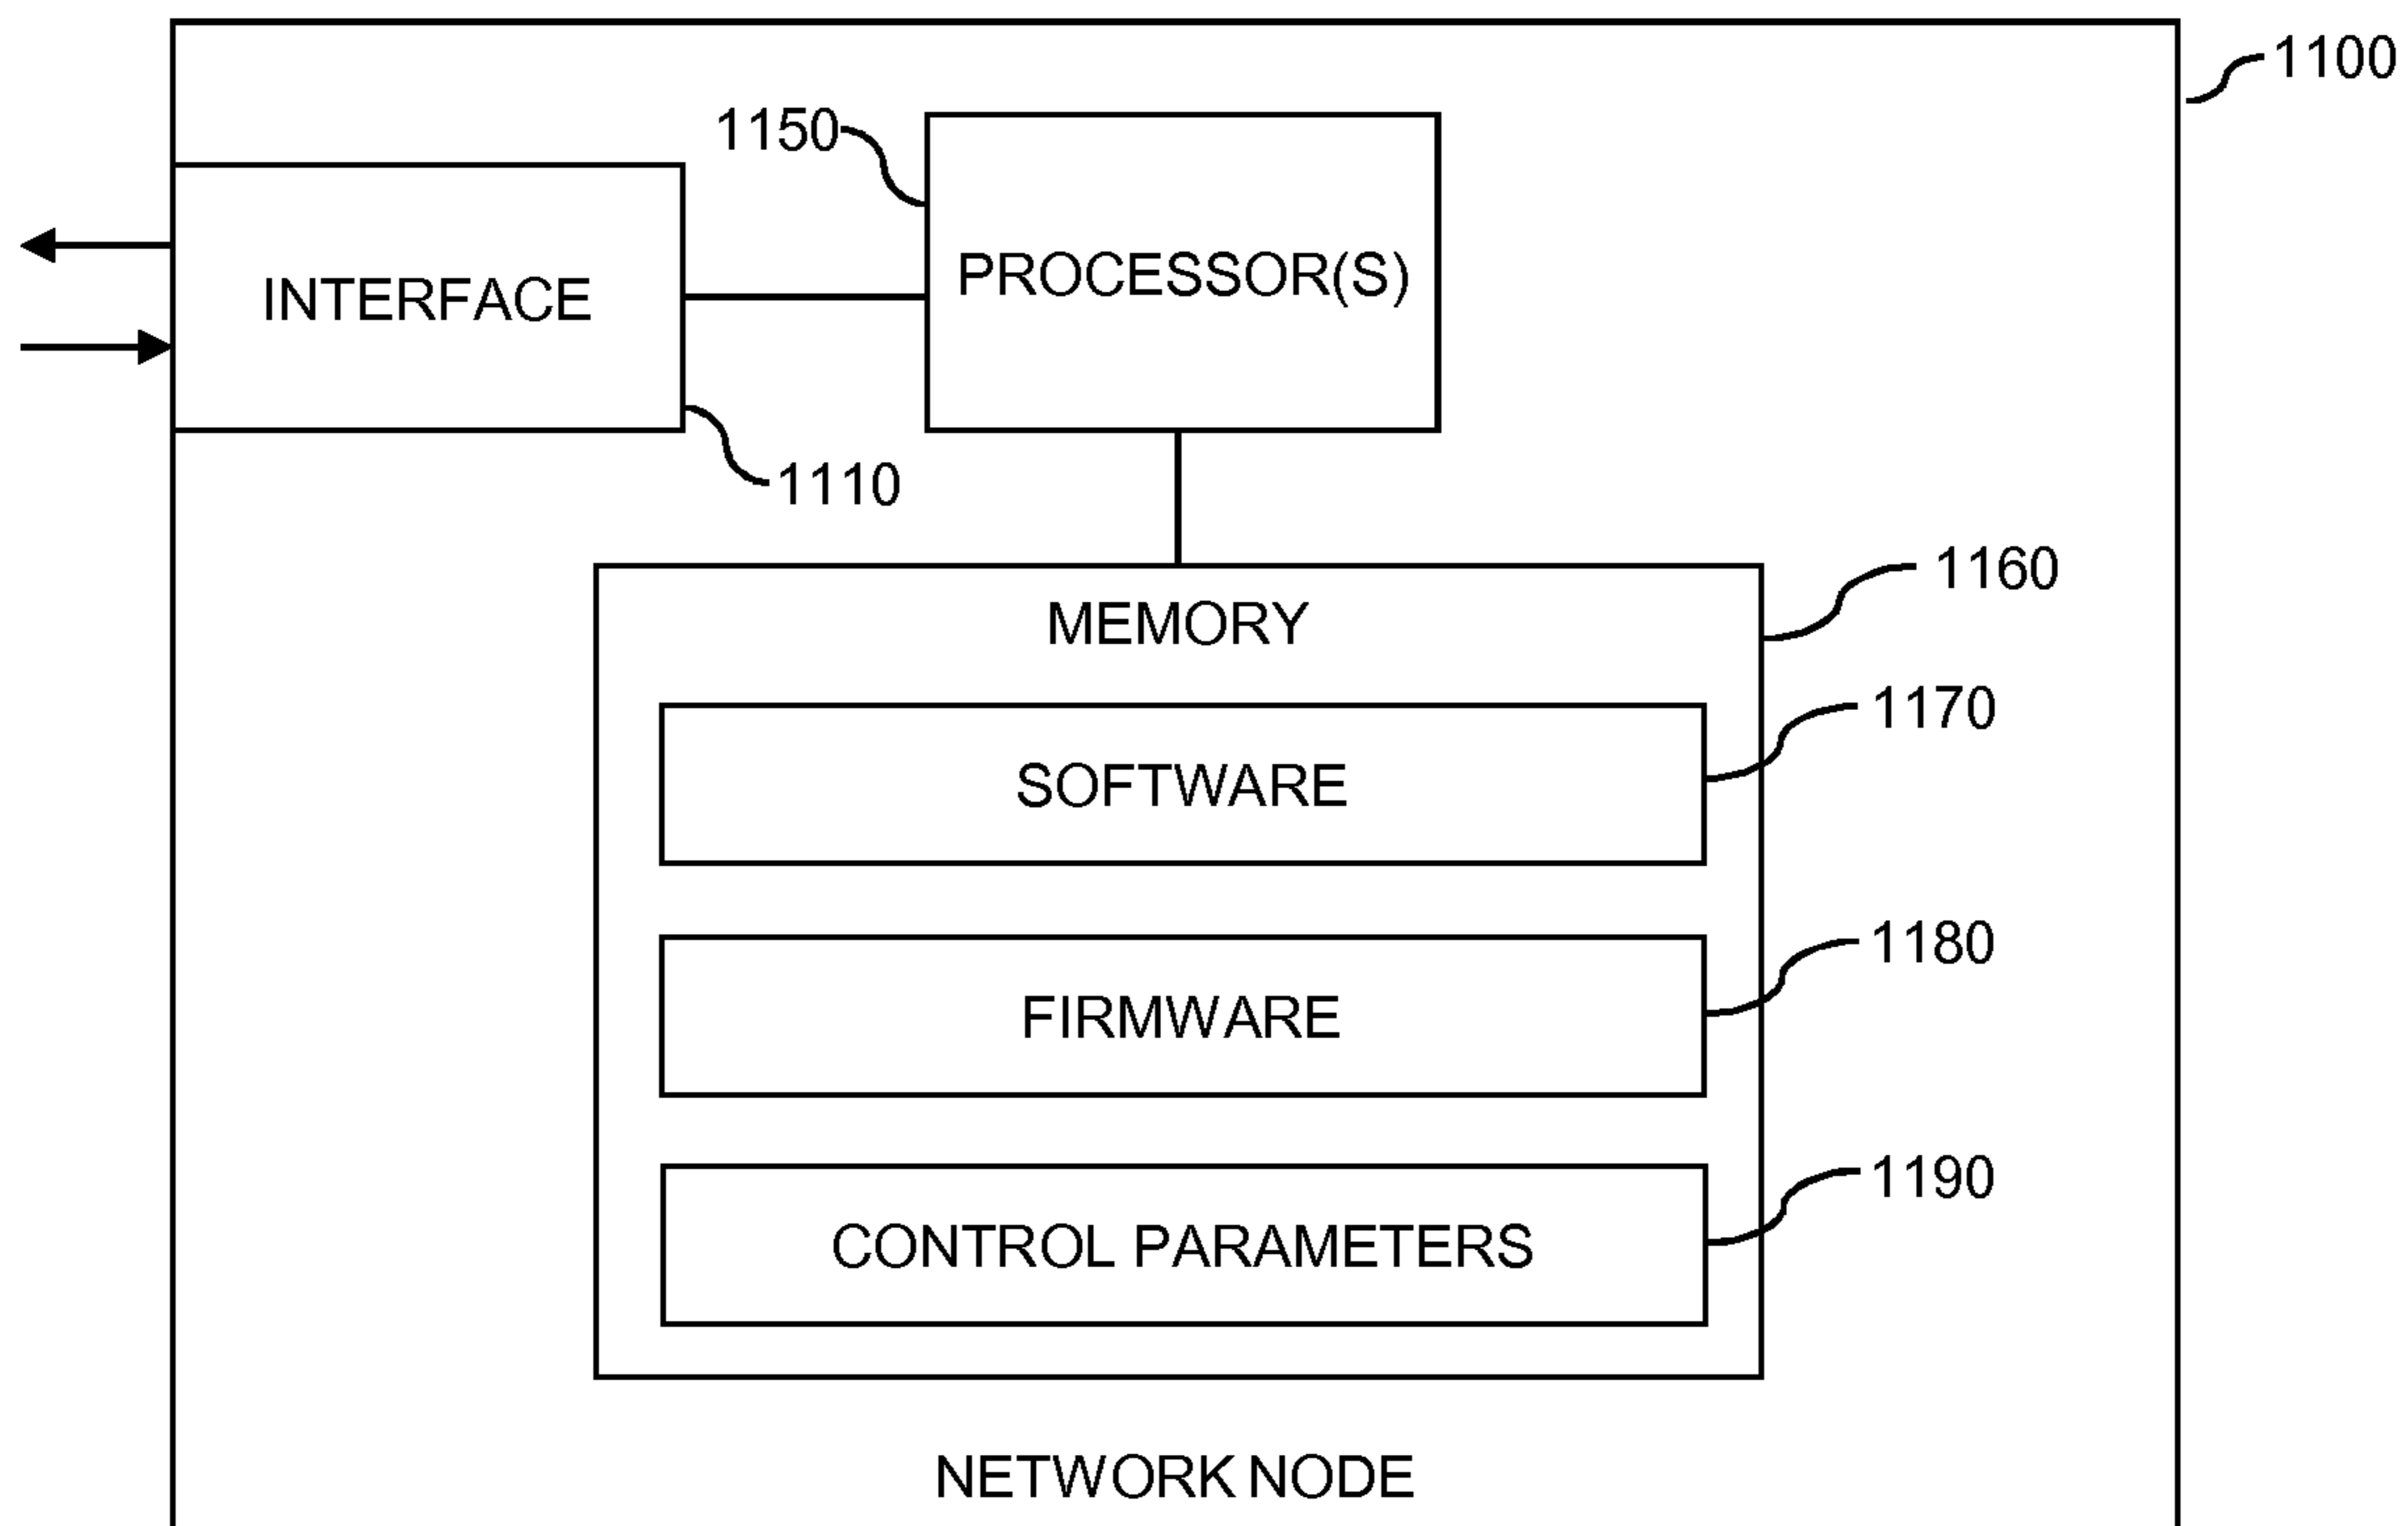 1100
1150
PROCESSOR(S)
INTERFACE
1110
1160
MEMORY
1170
SOFTWARE
1180
FIRMWARE
1190
CONTROL PARAMETERS
NETWORK NODE